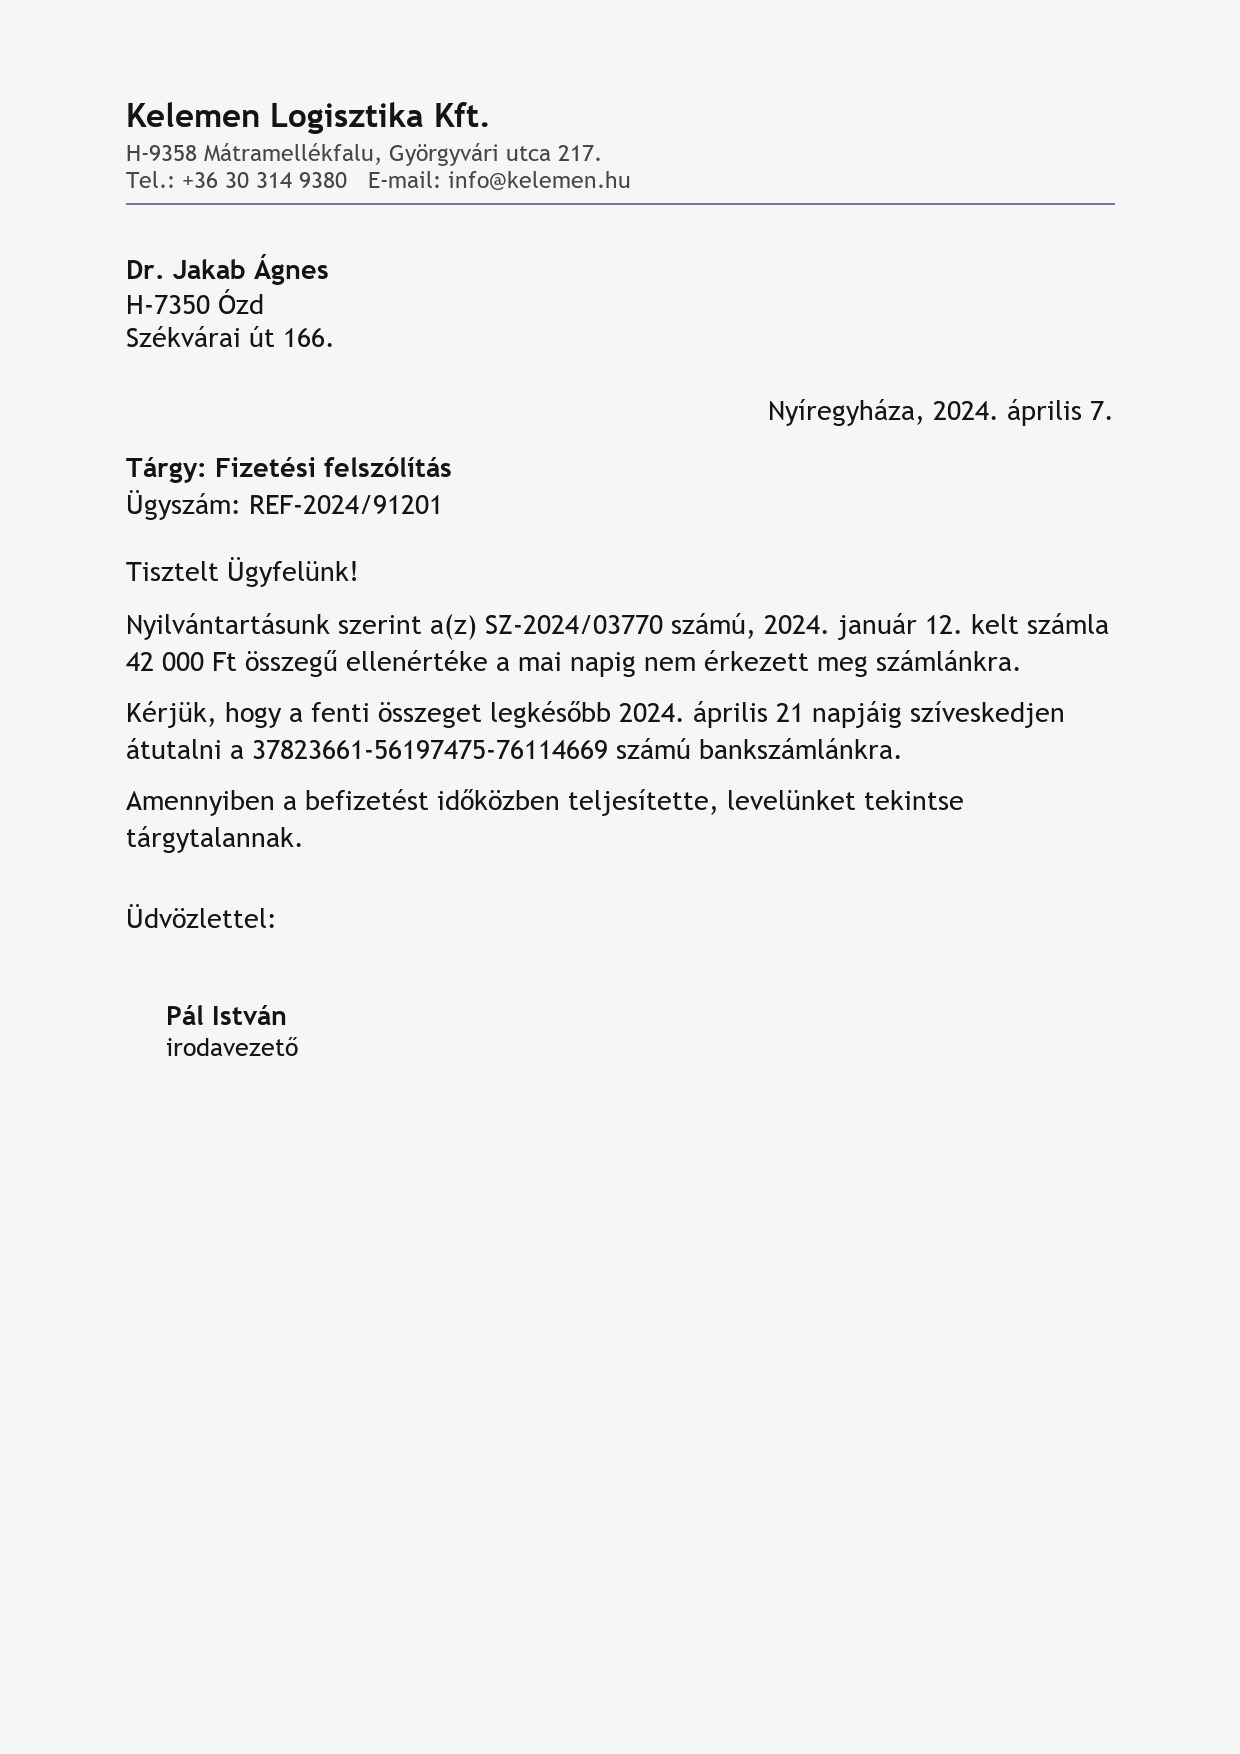 Kelemen Logisztika Kft.
H-9358 Mátramellékfalu, Györgyvári utca 217.
Tel.: +36 30 314 9380 E-mail: info@kelemen.hu
Dr. Jakab Ágnes
H-7350 Ózd
Székvárai út 166.
Nyíregyháza, 2024. április 7.
Tárgy: Fizetési felszólítás
Ügyszám: REF-2024/91201
Tisztelt Ügyfelünk!
Nyilvántartásunk szerint a(z) SZ-2024/03770 számú, 2024. január 12. kelt számla
42 000 Ft összegű ellenértéke a mai napig nem érkezett meg számlánkra.
Kérjük, hogy a fenti összeget legkésőbb 2024. április 21 napjáig szíveskedjen
átutalni a 37823661-56197475-76114669 számú bankszámlánkra.
Amennyiben a befizetést időközben teljesítette, levelünket tekintse
tárgytalannak.
Üdvözlettel:
Pál István
irodavezető